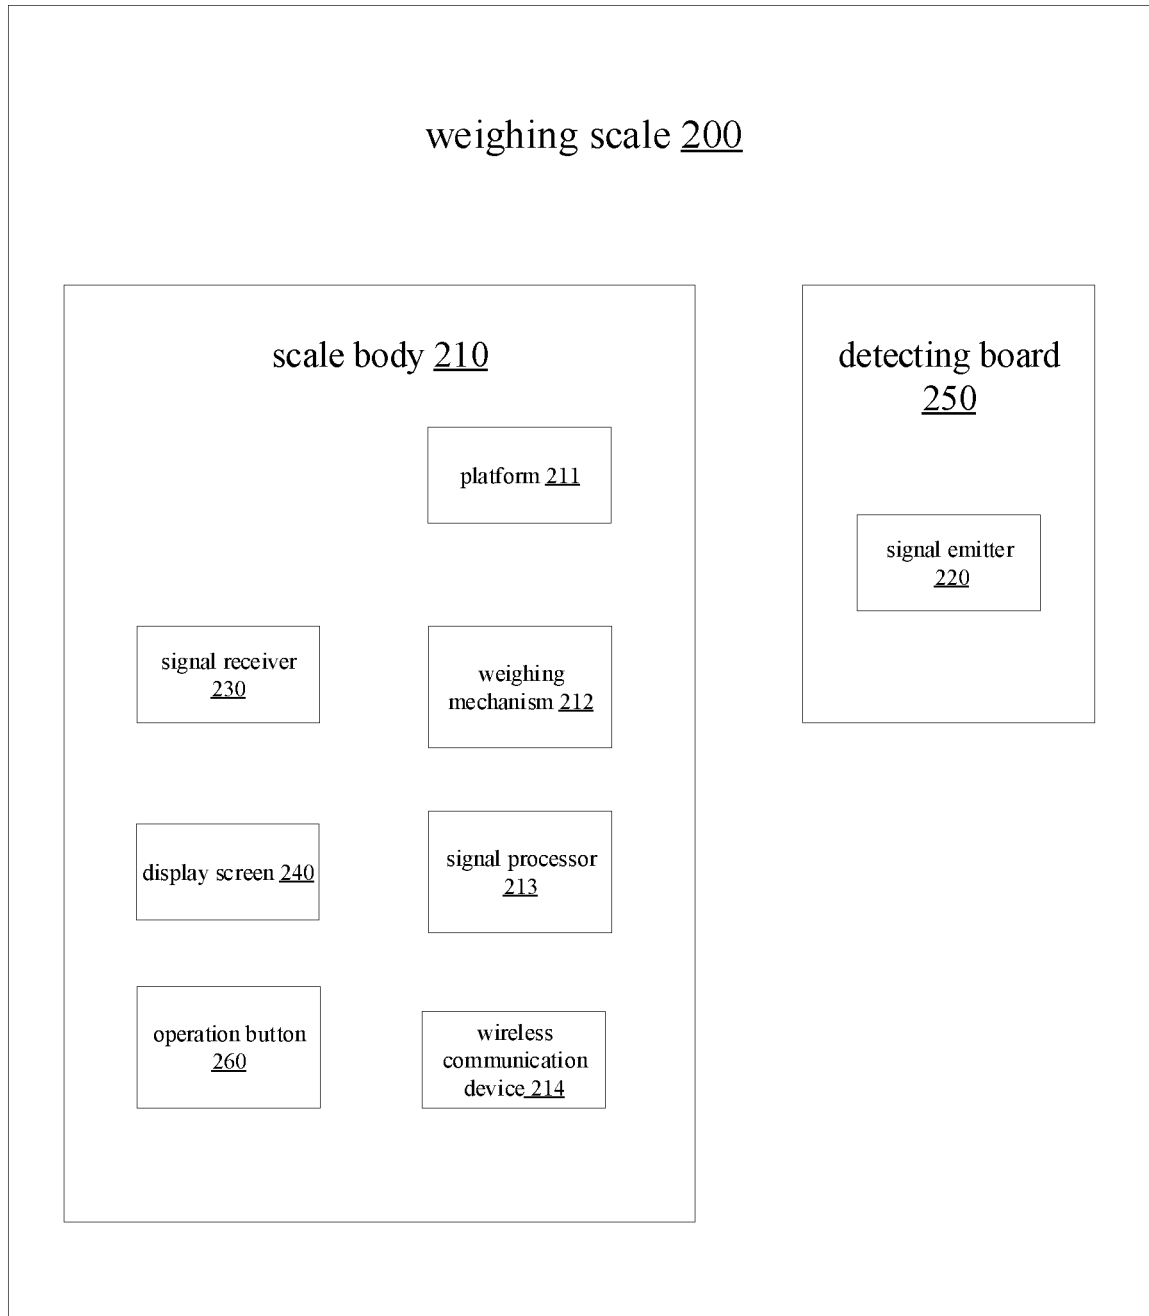 weighing scale 200
scale body 210
platform 211
signal receiver
230
weighing
mechanism 212
display screen 240
signal processor
213
operation button
260
wireless
communication
device 214
detecting board
250
signal emitter
220